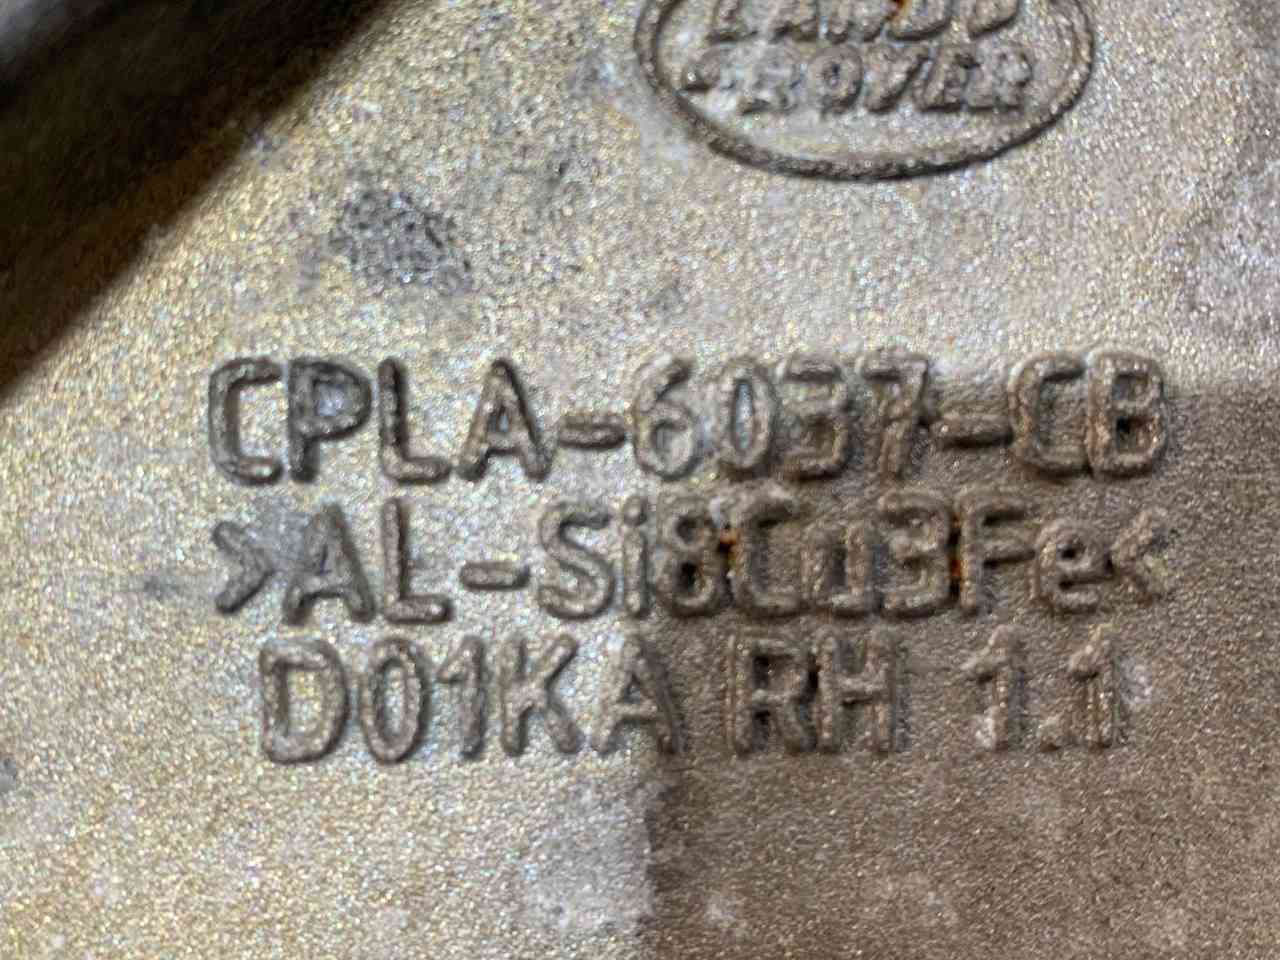 LAND
ROVER
CPLA-6037-CB
>AL-Si8Cu3Fe<
D01KA RH 1.1